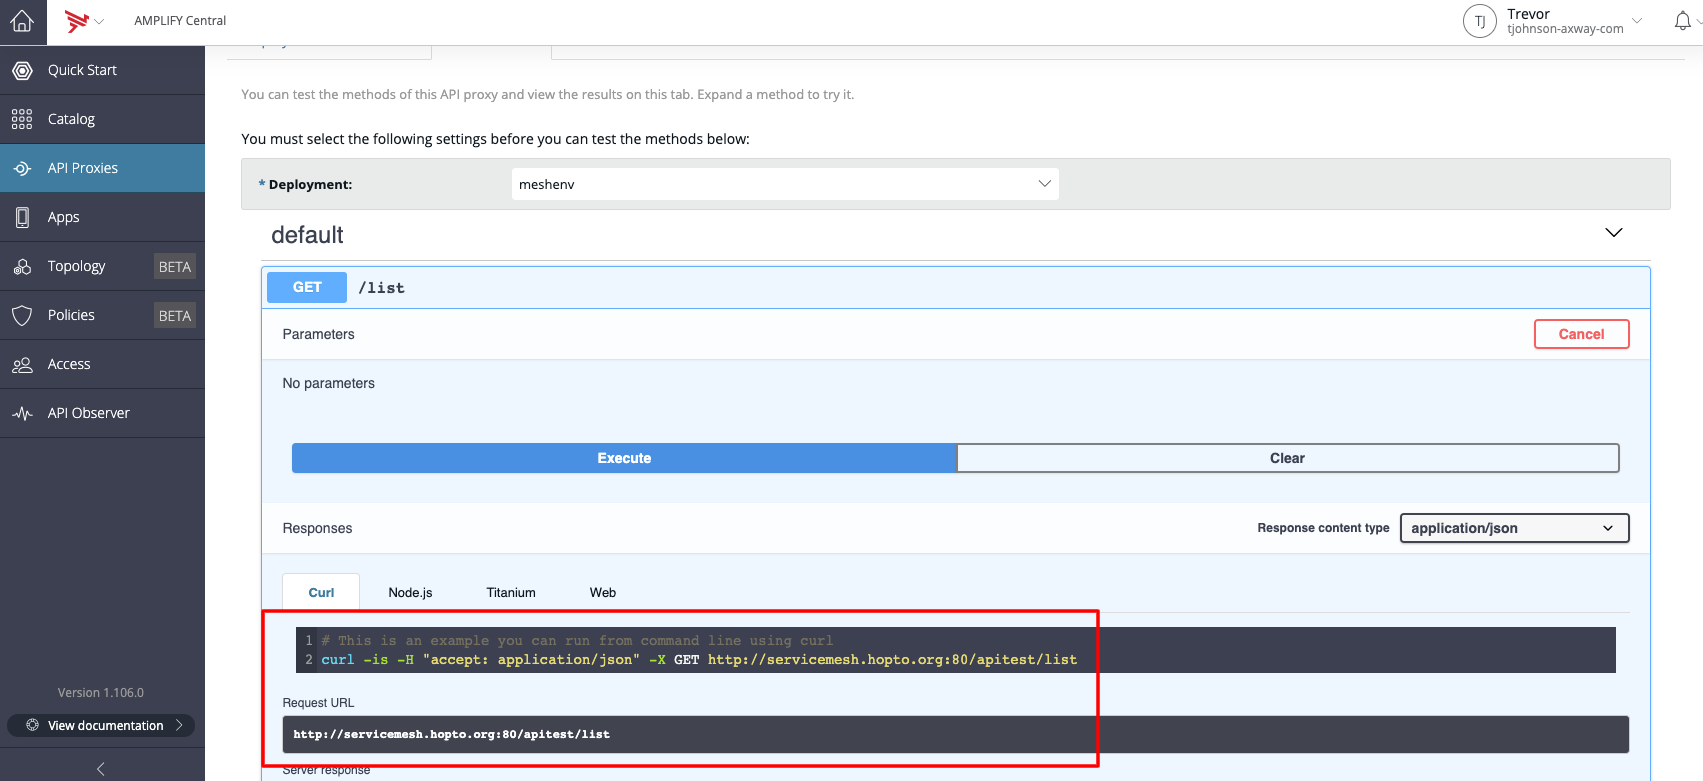 AMPLIFY Central
TJ
Trevor
tjohnson-axway-com
Quick Start
Catalog
API Proxies
Apps
Topology BETA
Policies BETA
Access
API Observer
Version 1.106.0
View documentation
You can test the methods of this API proxy and view the results on this tab. Expand a method to try it.
You must select the following settings before you can test the methods below:
* Deployment: meshenv
default
GET /list
Parameters Cancel
No parameters
Execute Clear
Responses Response content type application/json
Curl Node.js Titanium Web
1 # This is an example you can run from command line using curl
2 curl -is -H "accept: application/json" -X GET http://servicemesh.hopto.org:80/apitest/list
Request URL
http://servicemesh.hopto.org:80/apitest/list
Server response